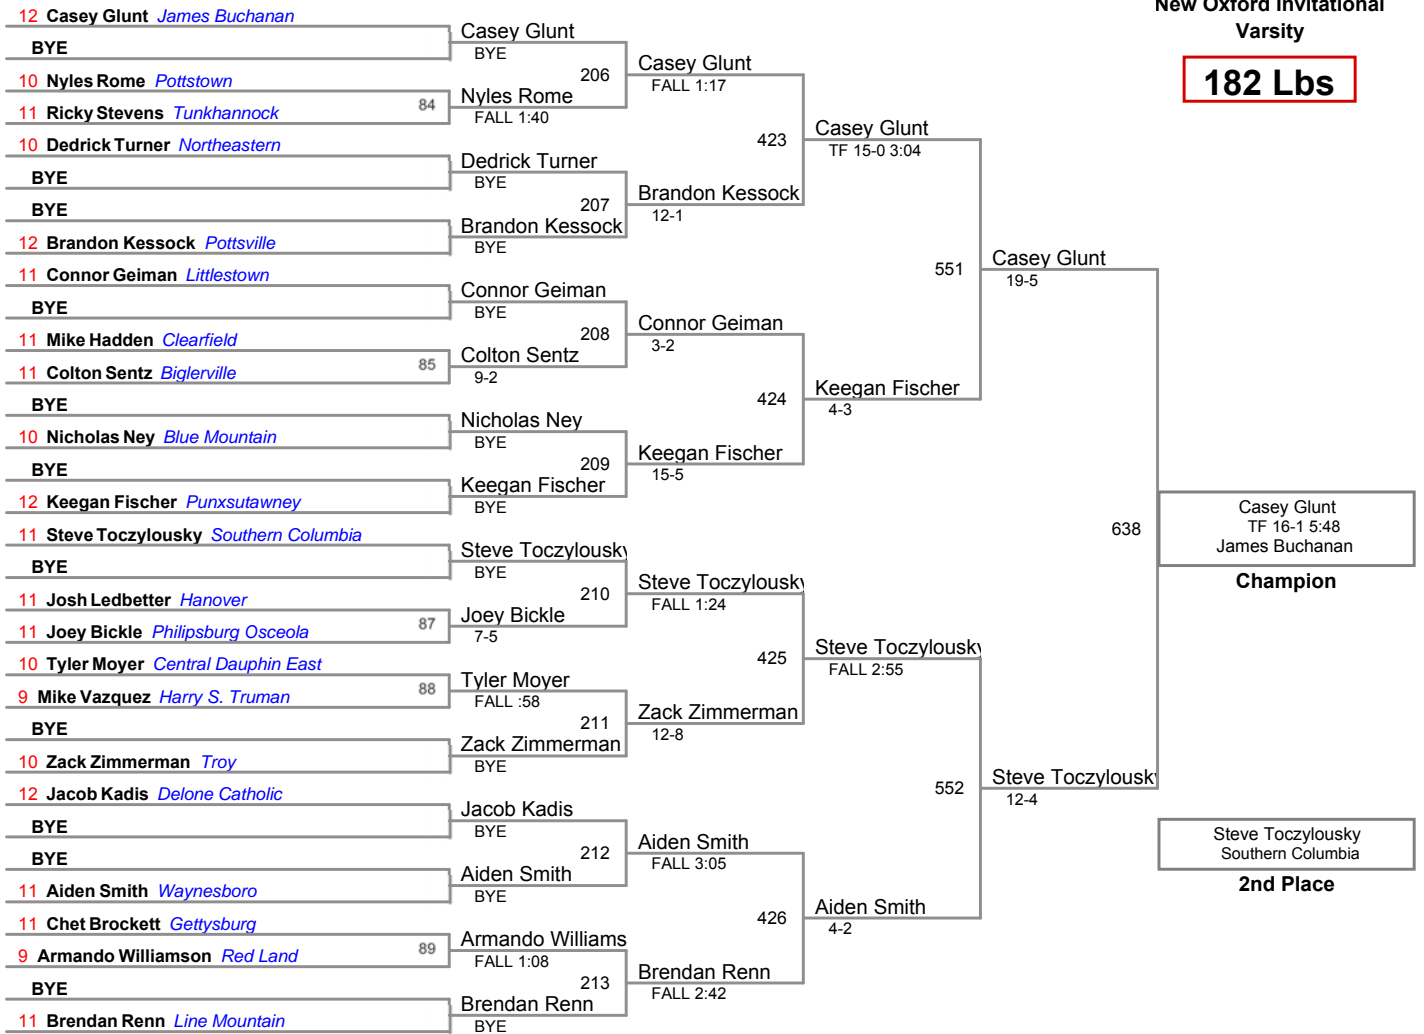 New Oxford Invitational
Varsity
182 Lbs
12 Casey Glunt James Buchanan
BYE
10 Nyles Rome Pottstown
84
11 Ricky Stevens Tunkhannock
10 Dedrick Turner Northeastern
BYE
BYE
12 Brandon Kessock Pottsville
11 Connor Geiman Littlestown
BYE
11 Mike Hadden Clearfield
85
11 Colton Sentz Biglerville
BYE
10 Nicholas Ney Blue Mountain
BYE
12 Keegan Fischer Punxsutawney
11 Steve Toczylousky Southern Columbia
BYE
11 Josh Ledbetter Hanover
87
11 Joey Bickle Philipsburg Osceola
10 Tyler Moyer Central Dauphin East
88
9 Mike Vazquez Harry S. Truman
BYE
10 Zack Zimmerman Troy
12 Jacob Kadis Delone Catholic
BYE
BYE
11 Aiden Smith Waynesboro
11 Chet Brockett Gettysburg
89
9 Armando Williamson Red Land
BYE
11 Brendan Renn Line Mountain
Casey Glunt
BYE
206
Nyles Rome
FALL 1:40
Dedrick Turner
BYE
207
Brandon Kessock
BYE
Connor Geiman
BYE
208
Colton Sentz
9-2
Nicholas Ney
BYE
209
Keegan Fischer
BYE
Steve Toczylousky
BYE
210
Joey Bickle
7-5
Tyler Moyer
FALL :58
211
Zack Zimmerman
BYE
Jacob Kadis
BYE
212
Aiden Smith
BYE
Armando Williams
FALL 1:08
213
Brendan Renn
BYE
Casey Glunt
FALL 1:17
423
Brandon Kessock
12-1
Connor Geiman
3-2
424
Keegan Fischer
15-5
Steve Toczylousky
FALL 1:24
425
Zack Zimmerman
12-8
Aiden Smith
FALL 3:05
426
Brendan Renn
FALL 2:42
Casey Glunt
TF 15-0 3:04
551
Keegan Fischer
4-3
Steve Toczylousky
FALL 2:55
552
Aiden Smith
4-2
Casey Glunt
19-5
638
Steve Toczylousky
12-4
Casey Glunt
TF 16-1 5:48
James Buchanan
Champion
Steve Toczylousky
Southern Columbia
2nd Place